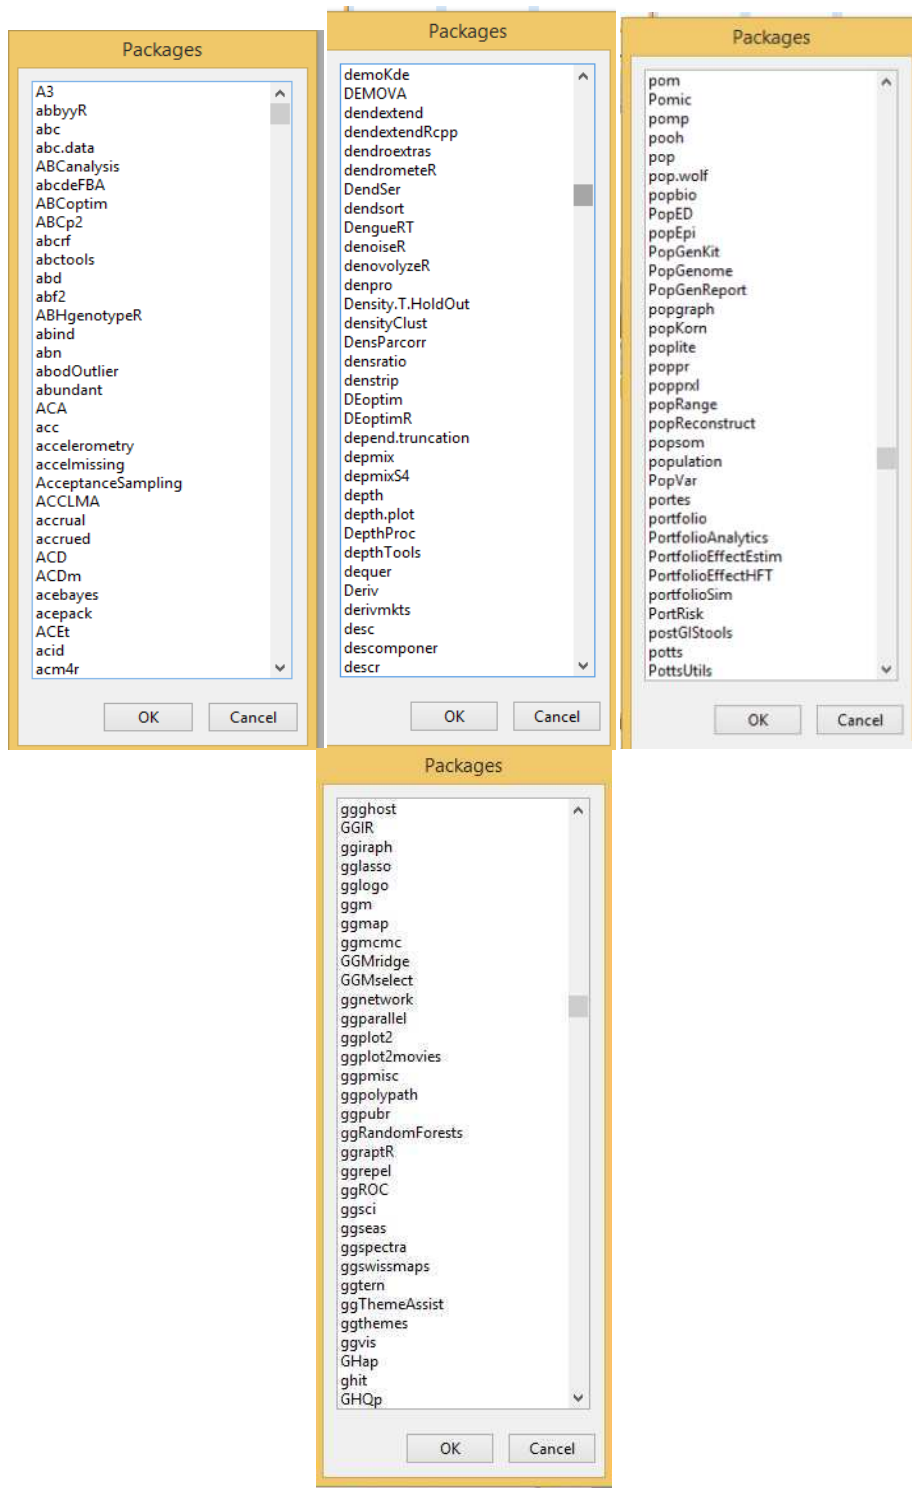 Packages
A3
abbyyR
abc
abc.data
ABCanalysis
abcdeFBA
ABCoptim
ABCp2
abcrf
abctools
abd
abf2
ABHgenotypeR
abind
abn
abodOutlier
abundant
ACA
acc
accelerometry
accelmissing
AcceptanceSampling
ACCLMA
accrual
accrued
ACD
ACDm
acebayes
acepack
ACEt
acid
acm4r
OK
Cancel
Packages
demoKde
DEMOVA
dendextend
dendextendRcpp
dendroextras
dendrometeR
DendSer
dendsort
DengueRT
denoiseR
denovolyzeR
denpro
Density.T.HoldOut
densityClust
DensParcorr
densratio
denstrip
DEoptim
DEoptimR
depend.truncation
depmix
depmixS4
depth
depth.plot
DepthProc
depthTools
dequer
Deriv
derivmkts
desc
descomponer
descr
OK
Cancel
Packages
pom
Pomic
pomp
pooh
pop
pop.wolf
popbio
PopED
popEpi
PopGenKit
PopGenome
PopGenReport
popgraph
popKorn
poplite
poppr
popprxl
popRange
popReconstruct
popsom
population
PopVar
portes
portfolio
PortfolioAnalytics
PortfolioEffectEstim
PortfolioEffectHFT
portfolioSim
PortRisk
postGIStools
potts
PottsUtils
OK
Cancel
Packages
ggghost
GGIR
ggiraph
gglasso
gglogo
ggm
ggmap
ggmcmc
GGMridge
GGMselect
ggnetwork
ggparallel
ggplot2
ggplot2movies
ggpmisc
ggpolypath
ggpubr
ggRandomForests
ggraptR
ggrepel
ggROC
ggsci
ggseas
ggspectra
ggswissmaps
ggtern
ggThemeAssist
ggthemes
ggvis
GHap
ghit
GHQp
OK
Cancel